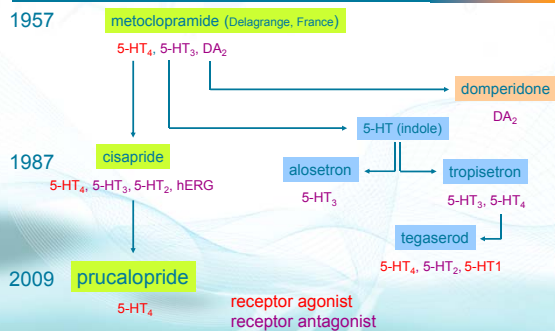 1957 metoclopramide (Delagrange, France)
5-HT4, 5-HT3, DA2
domperidone
DA2
5-HT (indole)
1987 cisapride
5-HT4, 5-HT3, 5-HT2, hERG
alosetron
5-HT3
tropisetron
5-HT3, 5-HT4
tegaserod
5-HT4, 5-HT2, 5-HT1
2009 prucalopride
5-HT4
receptor agonist
receptor antagonist